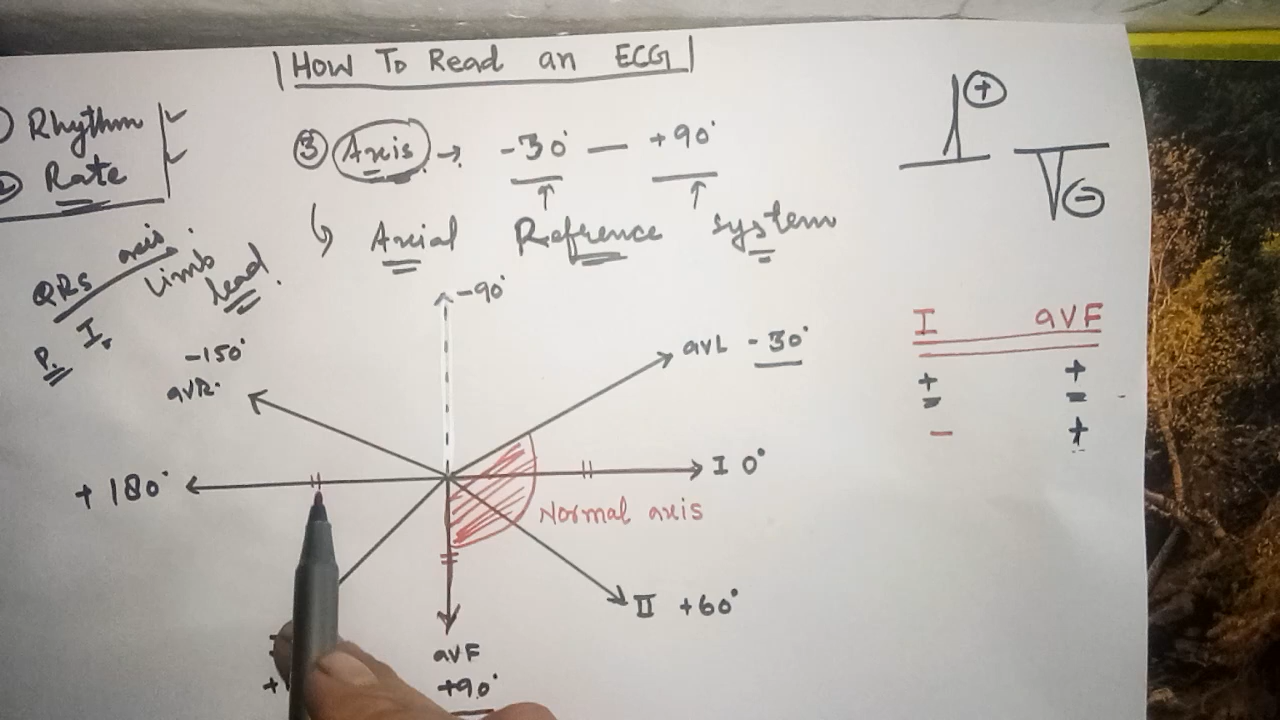 How To Read an ECG
Rhythm
Rate
③ Axis → -30° — +90°
Axial Refrence system
QRS axis
Limb lead
P. I.
+
-
-90°
-150°
aVR.
aVL - 30°
+ 180°
I 0°
Normal axis
II +60°
aVF
+90°
I aVF
+ +
- +